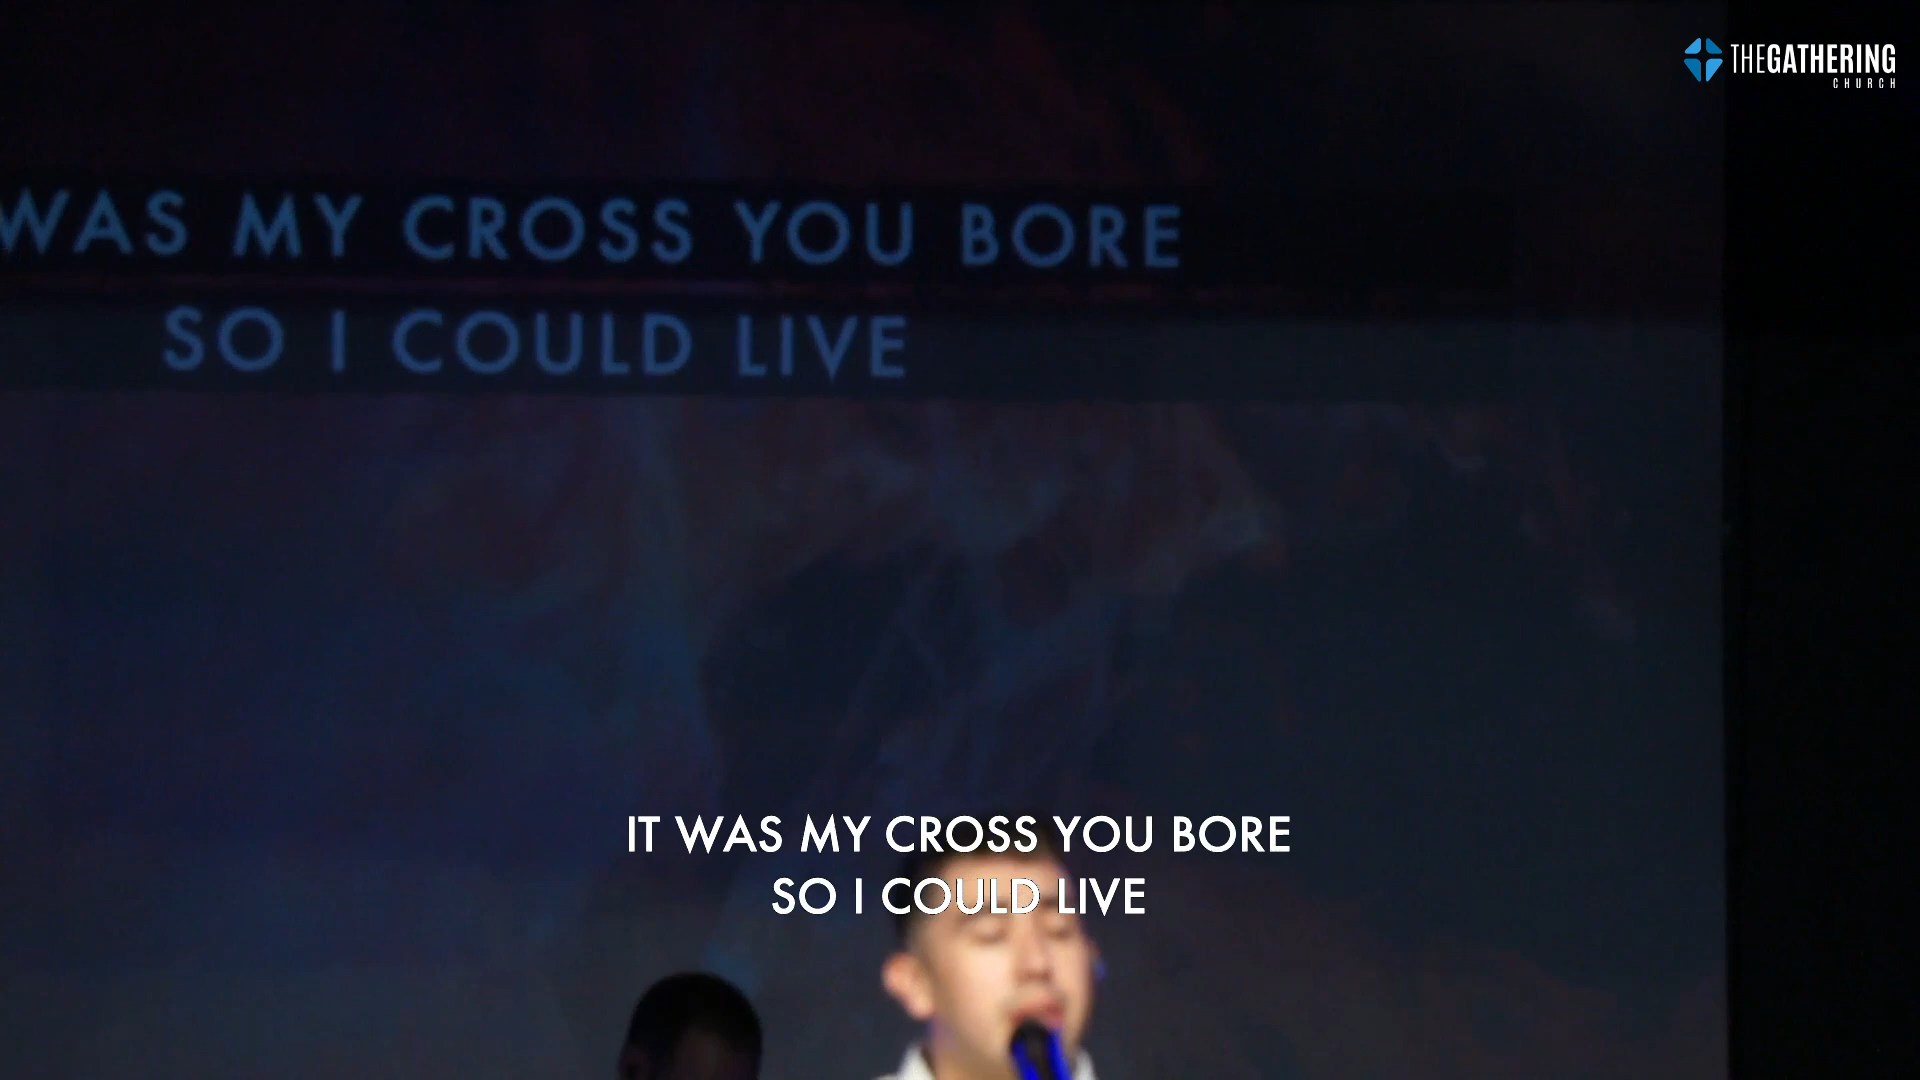 THEGATHERING
CHURCH
WAS MY CROSS YOU BORE
SO I COULD LIVE
IT WAS MY CROSS YOU BORE
SO I COULD LIVE